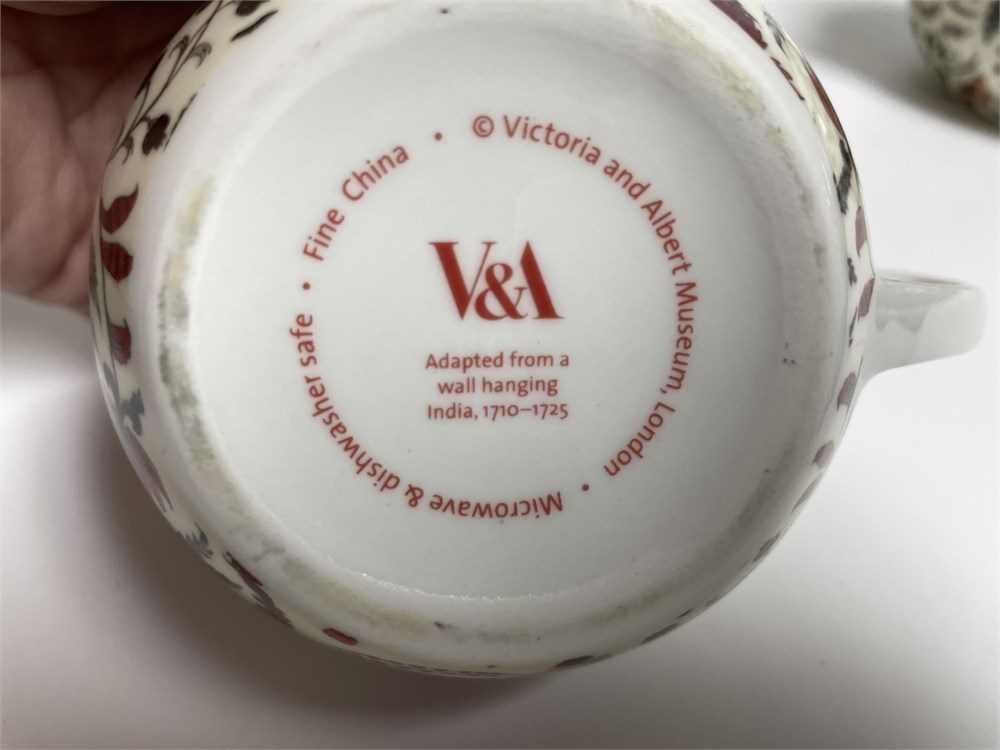 © Victoria and Albert Museum, London • Microwave & dishwasher safe • Fine China •
V&A
Adapted from a
wall hanging
India, 1710–1725